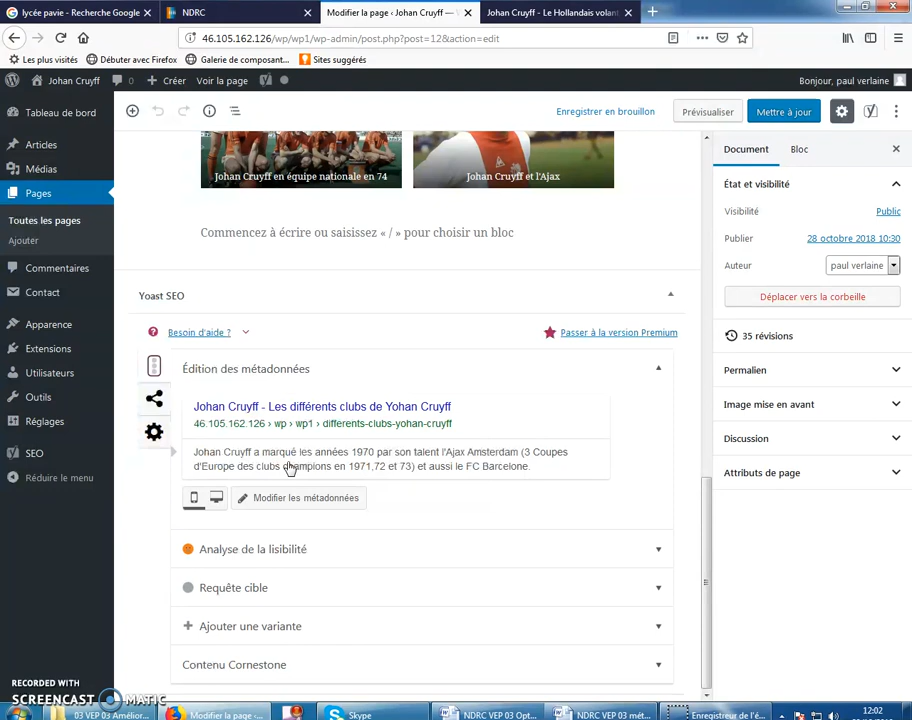 lycée pavie - Recherche Google
NDRC
Modifier la page ‹ Johan Cruyff —
Johan Cruyff - Le Hollandais volant
46.105.162.126/wp/wp1/wp-admin/post.php?post=12&action=edit
Les plus visités
Débuter avec Firefox
Galerie de composant...
Sites suggérés
Johan Cruyff
0
Créer
Voir la page
Bonjour, paul verlaine
Tableau de bord
Articles
Médias
Pages
Toutes les pages
Ajouter
Commentaires
Contact
Apparence
Extensions
Utilisateurs
Outils
Réglages
SEO
Réduire le menu
Enregistrer en brouillon
Prévisualiser
Mettre à jour
Johan Cruyff en équipe nationale en 74
Johan Cruyff et l'Ajax
Commencez à écrire ou saisissez « / » pour choisir un bloc
Yoast SEO
Besoin d'aide ?
Passer à la version Premium
Édition des métadonnées
Johan Cruyff - Les différents clubs de Yohan Cruyff
46.105.162.126 › wp › wp1 › differents-clubs-yohan-cruyff
Johan Cruyff a marqué les années 1970 par son talent l'Ajax Amsterdam (3 Coupes
d'Europe des clubs champions en 1971,72 et 73) et aussi le FC Barcelone.
Modifier les métadonnées
Analyse de la lisibilité
Requête cible
Ajouter une variante
Contenu Cornestone
Document
Bloc
État et visibilité
Visibilité
Public
Publier
28 octobre 2018 10:30
Auteur
paul verlaine
Déplacer vers la corbeille
35 révisions
Permalien
Image mise en avant
Discussion
Attributs de page
RECORDED WITH
SCREENCAST MATIC
03 VEP 03 Amélior...
Modifier la page ‹...
Skype
NDRC VEP 03 Opt...
NDRC VEP 03 mét...
Enregistreur de l'é...
12:02